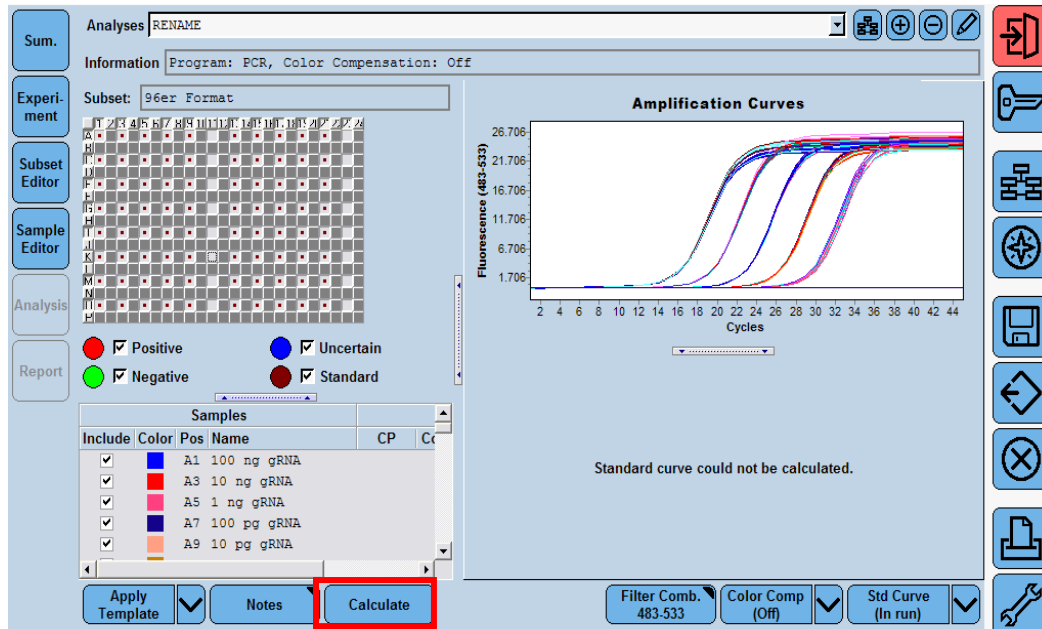 Sum.
Experi-
ment
Subset
Editor
Sample
Editor
Analysis
Report
Analyses RENAME
Information Program: PCR, Color Compensation: Off
Subset: 96er Format
A
C
G
K
M
N
Positive
Uncertain
Negative
Standard
Samples
Include Color Pos Name CP
A1 100 ng gRNA
A3 10 ng gRNA
A5 1 ng gRNA
A7 100 pg gRNA
A9 10 pg gRNA
Apply
Template
Notes
Calculate
Amplification Curves
Fluorescence (483-533)
26.706
21.706
16.706
11.706
6.706
1.706
2 4 6 8 10 12 14 16 18 20 22 24 26 28 30 32 34 36 38 40 42 44
Cycles
Standard curve could not be calculated.
Filter Comb.
483-533
Color Comp
(Off)
Std Curve
(In run)